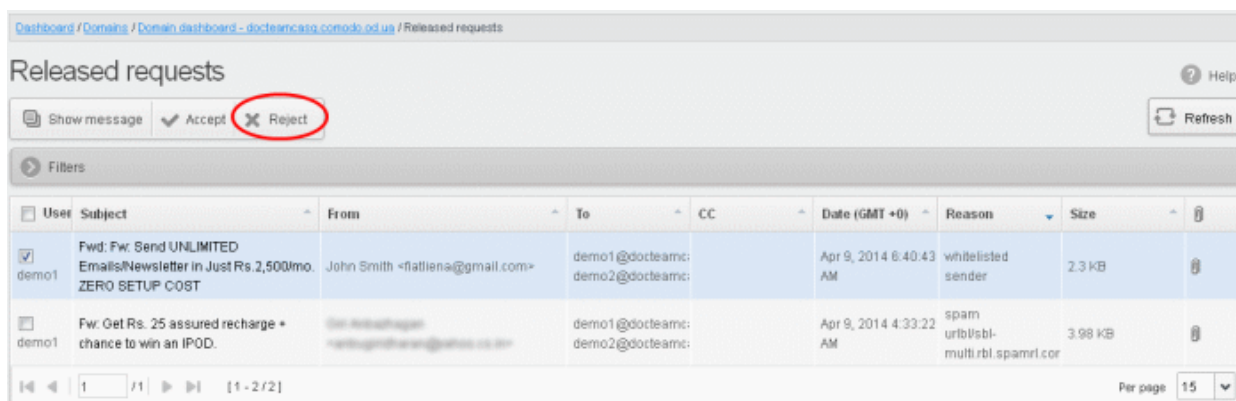 Dashboard / Domains / Domain dashboard - docteamcasg.comodo.od.ua / Released requests
Released requests
Help
Show message Accept Reject
Refresh
Filters
User Subject From To CC Date (GMT +0) Reason Size
demo1
Fwd: Fw: Send UNLIMITED
Emails/Newsletter in Just Rs.2,500/mo.
ZERO SETUP COST
John Smith <flatliena@gmail.com>
demo1@docteamc
demo2@docteamc
Apr 9, 2014 6:40:43
AM
whitelisted
sender
2.3 KB
demo1
Fw: Get Rs. 25 assured recharge +
chance to win an IPOD.
demo1@docteamc
demo2@docteamc
Apr 9, 2014 4:33:22
AM
spam
urlbl/sbl-
multi.rbl.spamrl.cor
3.98 KB
1 /1 [1 - 2 / 2]
Per page 15